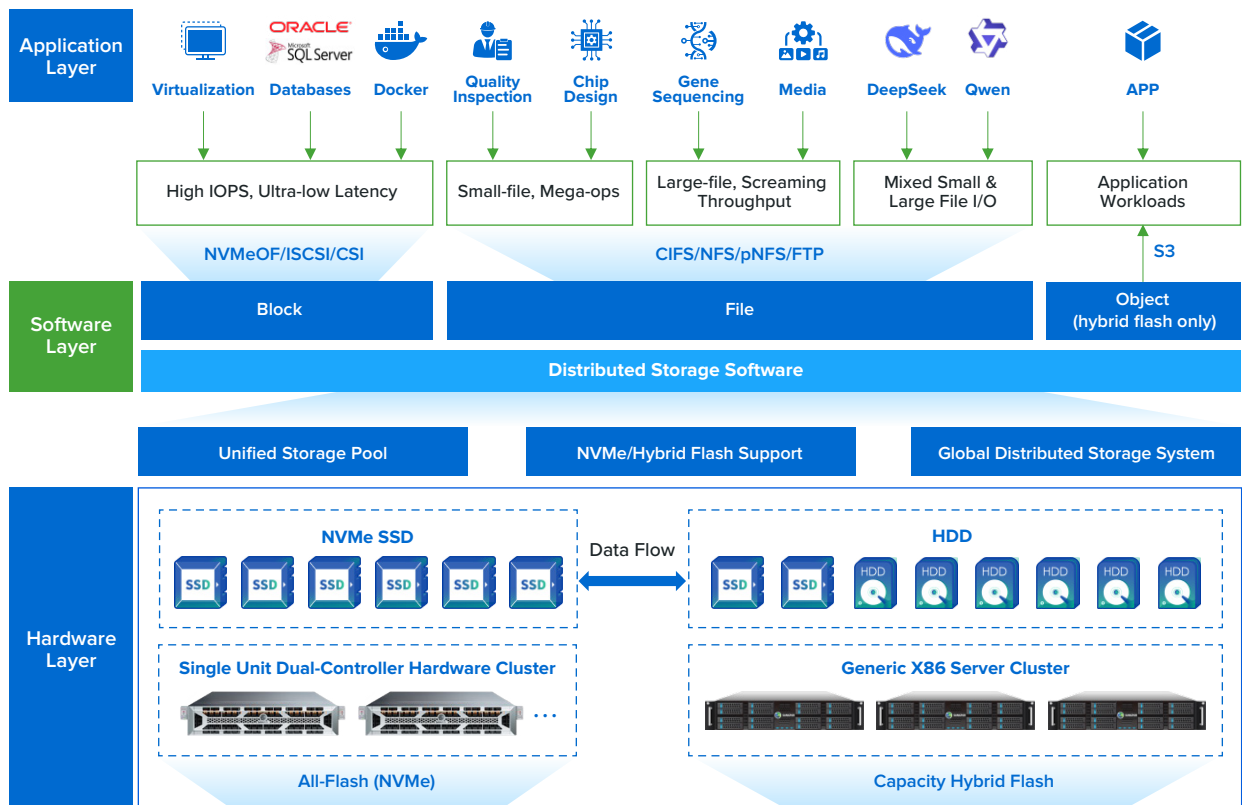 Application
Layer
ORACLE
Microsoft
SQL Server
Virtualization
Databases
Docker
Quality
Inspection
Chip
Design
Gene
Sequencing
Media
DeepSeek
Qwen
APP
High IOPS, Ultra-low Latency
Small-file, Mega-ops
Large-file, Screaming
Throughput
Mixed Small &
Large File I/O
Application
Workloads
NVMeOF/ISCSI/CSI
CIFS/NFS/pNFS/FTP
S3
Software
Layer
Block
File
Object
(hybrid flash only)
Distributed Storage Software
Unified Storage Pool
NVMe/Hybrid Flash Support
Global Distributed Storage System
Hardware
Layer
NVMe SSD
SSD
SSD
SSD
SSD
SSD
SSD
Data Flow
HDD
SSD
SSD
HDD
HDD
HDD
HDD
HDD
HDD
Single Unit Dual-Controller Hardware Cluster
...
Generic X86 Server Cluster
All-Flash (NVMe)
Capacity Hybrid Flash